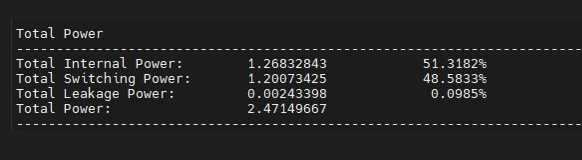 Total Power
-----------------------------------------------------------------------
Total Internal Power:        1.26832843            51.3182%
Total Switching Power:       1.20073425            48.5833%
Total Leakage Power:         0.00243398             0.0985%
Total Power:                 2.47149667
-----------------------------------------------------------------------